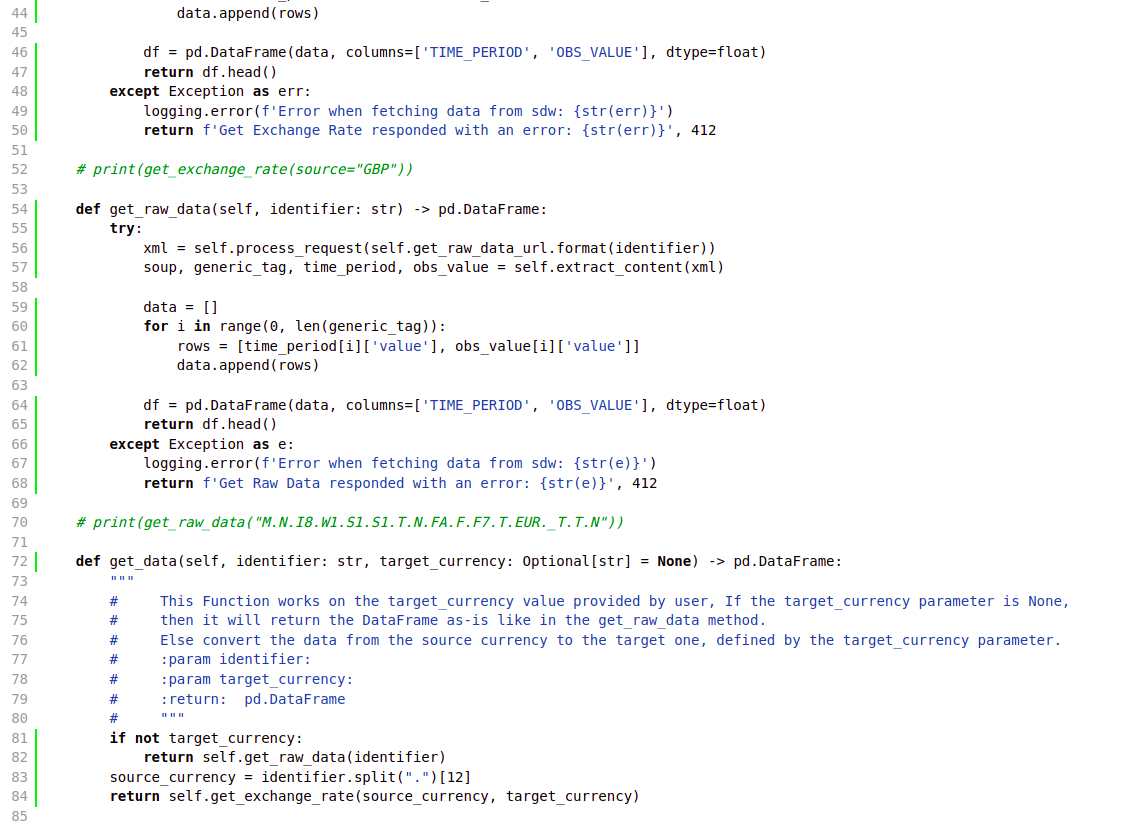 44                  data.append(rows)
45
46              df = pd.DataFrame(data, columns=['TIME_PERIOD', 'OBS_VALUE'], dtype=float)
47              return df.head()
48          except Exception as err:
49              logging.error(f'Error when fetching data from sdw: {str(err)}')
50              return f'Get Exchange Rate responded with an error: {str(err)}', 412
51
52      # print(get_exchange_rate(source="GBP"))
53
54      def get_raw_data(self, identifier: str) -> pd.DataFrame:
55          try:
56              xml = self.process_request(self.get_raw_data_url.format(identifier))
57              soup, generic_tag, time_period, obs_value = self.extract_content(xml)
58
59              data = []
60              for i in range(0, len(generic_tag)):
61                  rows = [time_period[i]['value'], obs_value[i]['value']]
62                  data.append(rows)
63
64              df = pd.DataFrame(data, columns=['TIME_PERIOD', 'OBS_VALUE'], dtype=float)
65              return df.head()
66          except Exception as e:
67              logging.error(f'Error when fetching data from sdw: {str(e)}')
68              return f'Get Raw Data responded with an error: {str(e)}', 412
69
70      # print(get_raw_data("M.N.I8.W1.S1.S1.T.N.FA.F.F7.T.EUR._T.T.N"))
71
72      def get_data(self, identifier: str, target_currency: Optional[str] = None) -> pd.DataFrame:
73          """
74          #     This Function works on the target_currency value provided by user, If the target_currency parameter is None,
75          #     then it will return the DataFrame as-is like in the get_raw_data method.
76          #     Else convert the data from the source currency to the target one, defined by the target_currency parameter.
77          #     :param identifier:
78          #     :param target_currency:
79          #     :return:  pd.DataFrame
80          #     """
81          if not target_currency:
82              return self.get_raw_data(identifier)
83          source_currency = identifier.split(".")[12]
84          return self.get_exchange_rate(source_currency, target_currency)
85